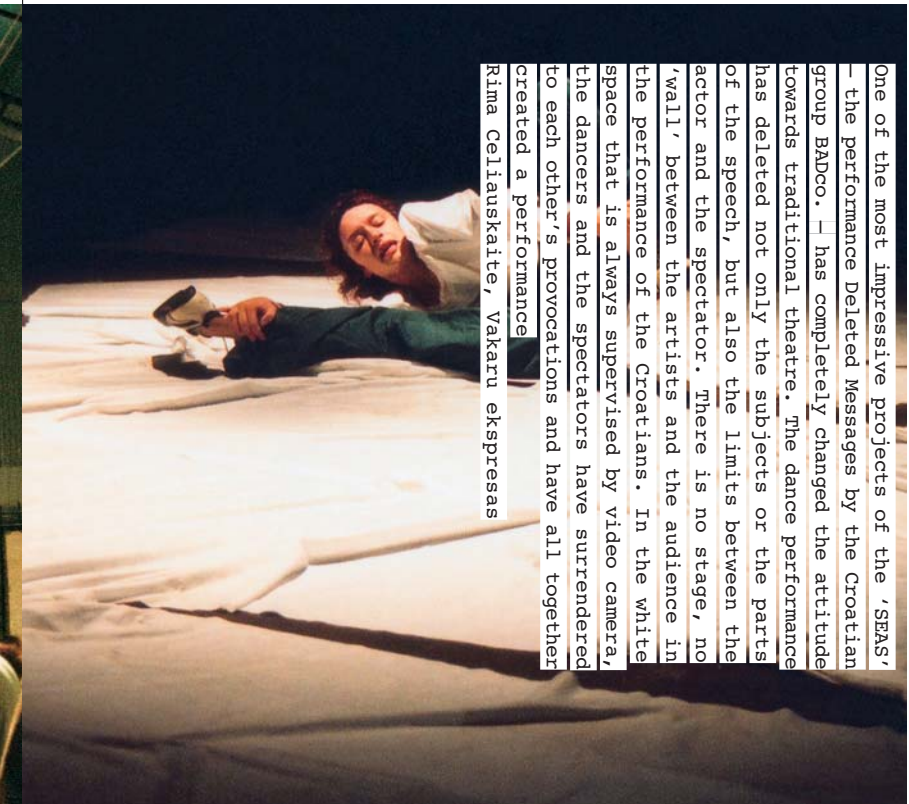 One of the most impressive projects of the ‘SEAS’
— the performance Deleted Messages by the Croatian
group BADco. — has completely changed the attitude
towards traditional theatre. The dance performance
has deleted not only the subjects or the parts
of the speech, but also the limits between the
actor and the spectator. There is no stage, no
‘wall’ between the artists and the audience in
the performance of the Croatians. In the white
space that is always supervised by video camera,
the dancers and the spectators have surrendered
to each other’s provocations and have all together
created a performance
Rima Celiauskaite, Vakaru ekspresas